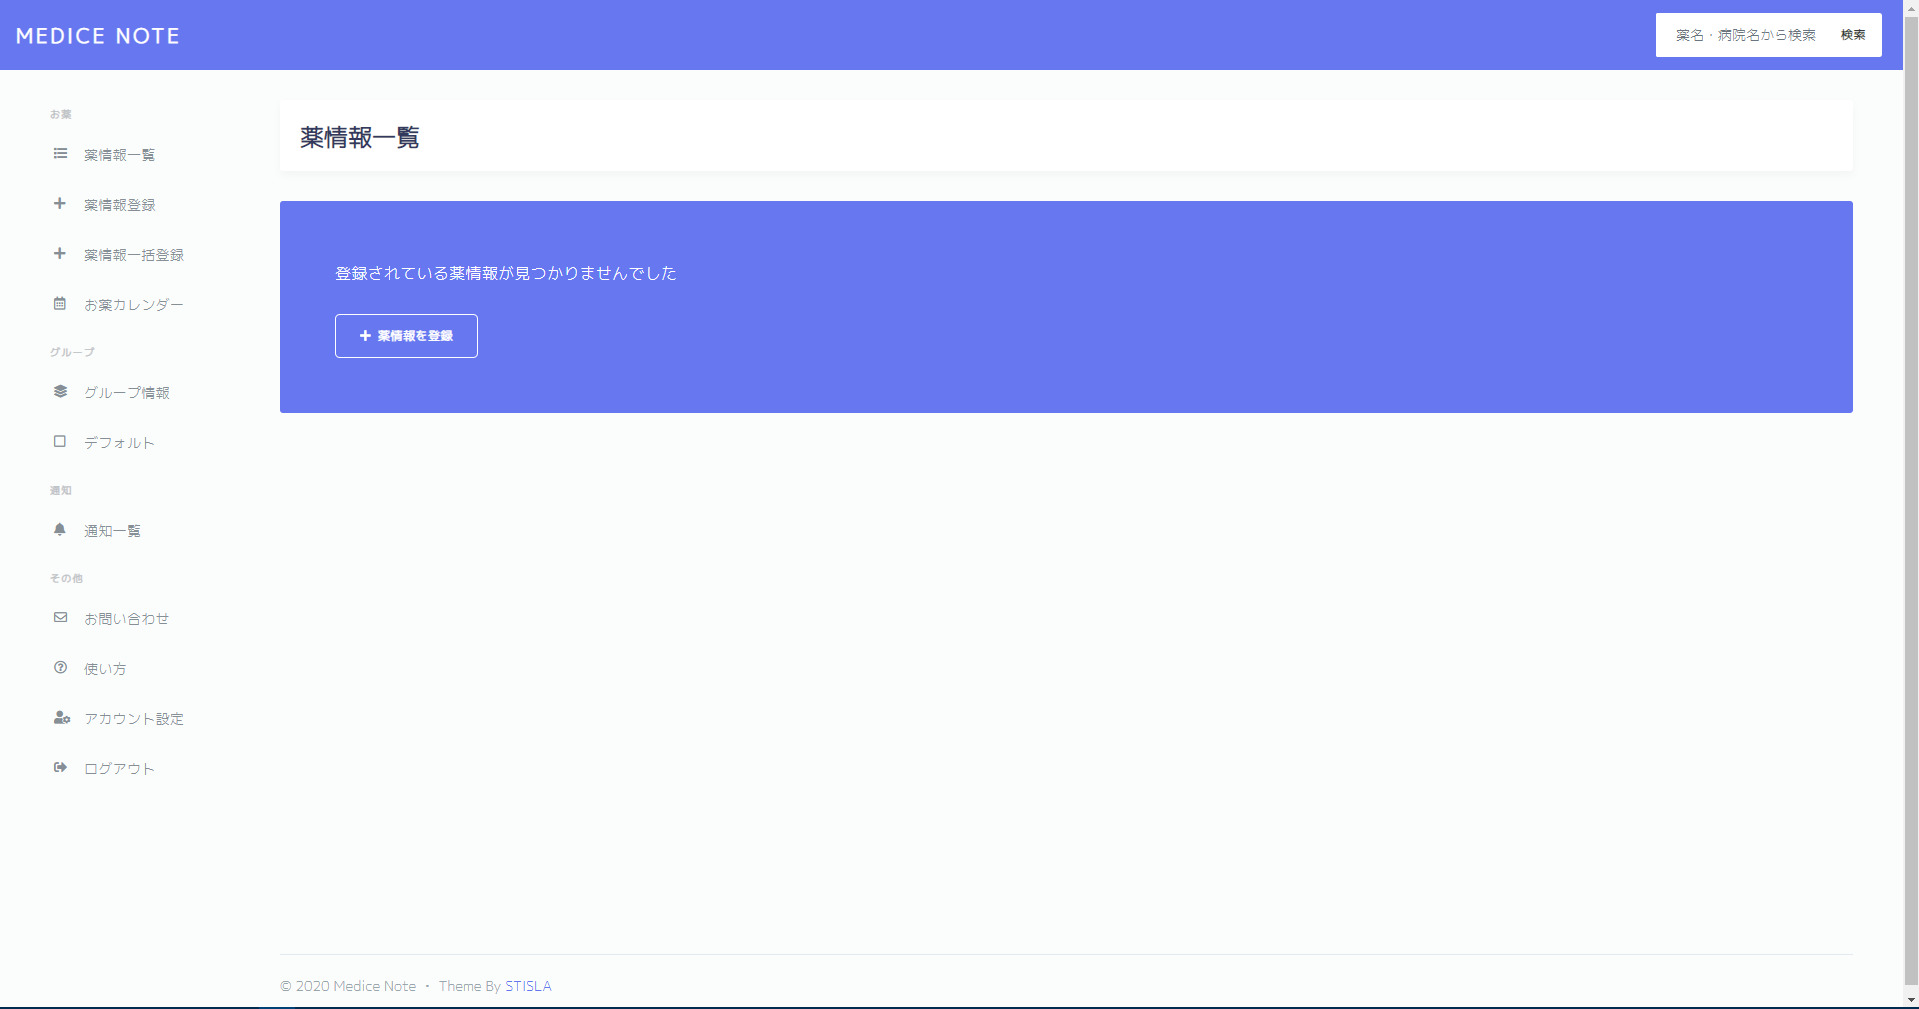 MEDICE NOTE
薬名・病院名から検索
検索
お薬
薬情報一覧
薬情報登録
薬情報一括登録
お薬カレンダー
グループ
グループ情報
デフォルト
通知
通知一覧
その他
お問い合わせ
使い方
アカウント設定
ログアウト
薬情報一覧
登録されている薬情報が見つかりませんでした
薬情報を登録
© 2020 Medice Note ・ Theme By STISLA